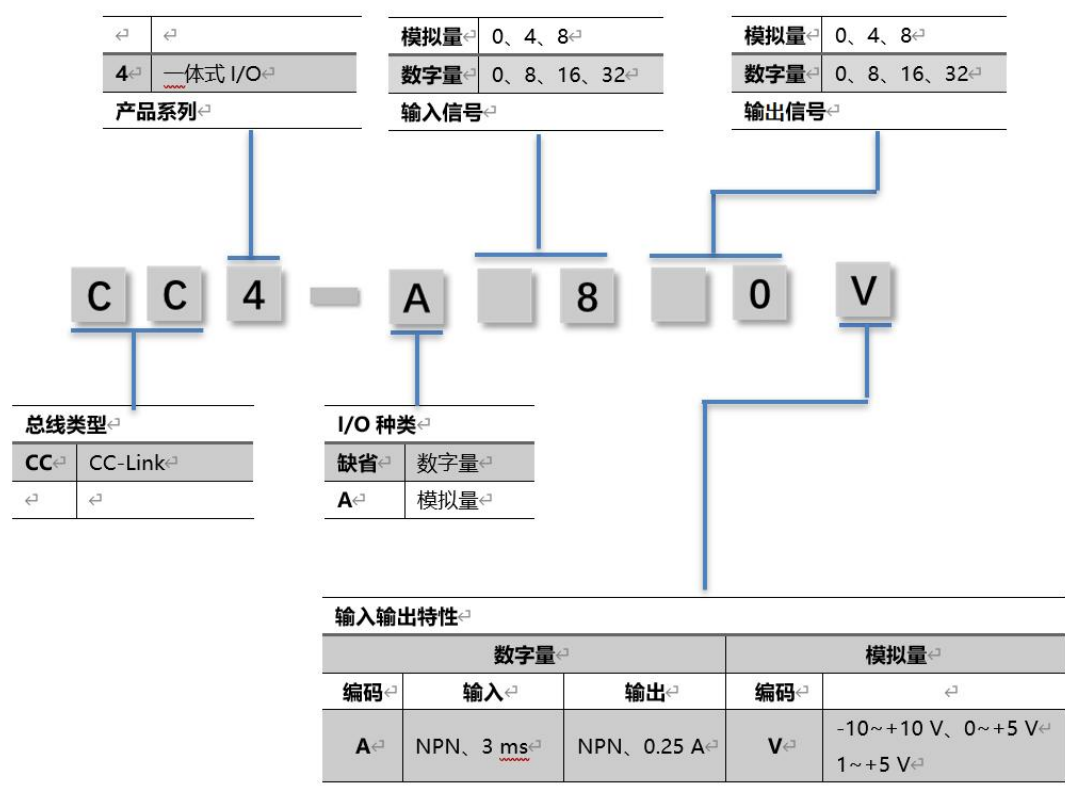 模拟量 0、4、8
模拟量 0、4、8
4 一体式 I/O
数字量 0、8、16、32
数字量 0、8、16、32
产品系列
输入信号
输出信号
C C 4 - A 8 0 V
总线类型
CC CC-Link
I/O 种类
缺省 数字量
A 模拟量
输入输出特性
数字量 模拟量
编码 输入 输出 编码
A NPN、3 ms NPN、0.25 A V -10~+10 V、0~+5 V
1~+5 V